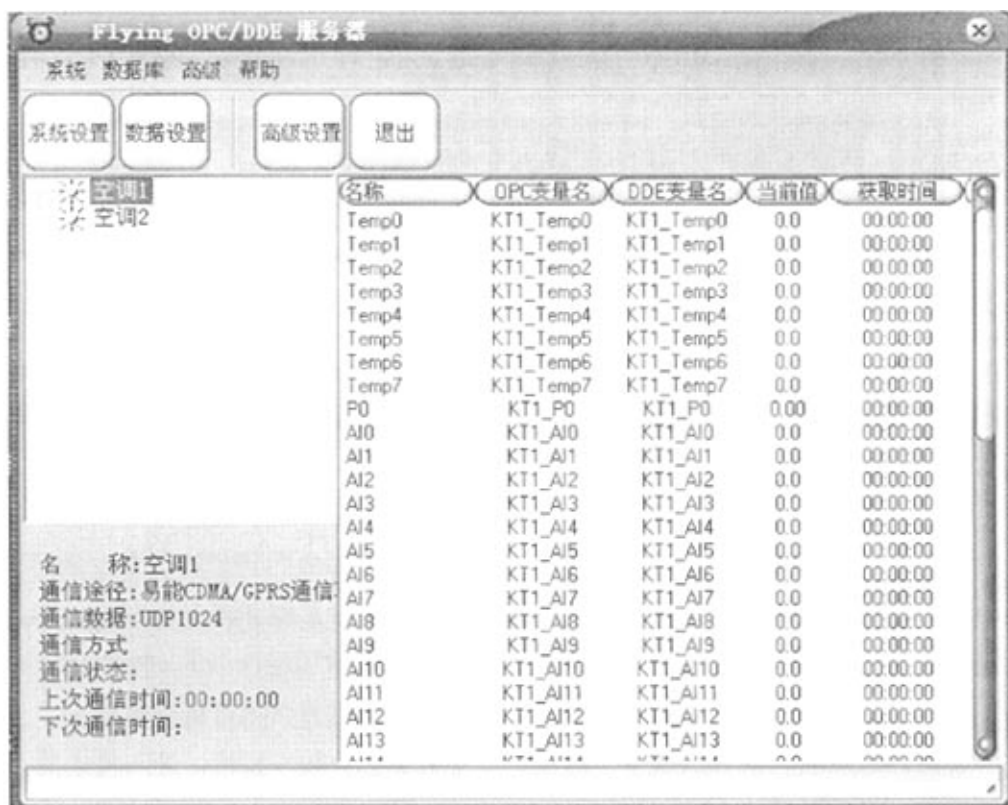 Flying OPC/DDE 服务器
系统 数据库 高级 帮助
系统设置 数据设置 高级设置 退出
空调1
空调2
名称 OPC变量名 DDE变量名 当前值 获取时间
Temp0 KT1_Temp0 KT1_Temp0 0.0 00:00:00
Temp1 KT1_Temp1 KT1_Temp1 0.0 00:00:00
Temp2 KT1_Temp2 KT1_Temp2 0.0 00:00:00
Temp3 KT1_Temp3 KT1_Temp3 0.0 00:00:00
Temp4 KT1_Temp4 KT1_Temp4 0.0 00:00:00
Temp5 KT1_Temp5 KT1_Temp5 0.0 00:00:00
Temp6 KT1_Temp6 KT1_Temp6 0.0 00:00:00
Temp7 KT1_Temp7 KT1_Temp7 0.0 00:00:00
P0 KT1_P0 KT1_P0 0.00 00:00:00
AI0 KT1_AI0 KT1_AI0 0.0 00:00:00
AI1 KT1_AI1 KT1_AI1 0.0 00:00:00
AI2 KT1_AI2 KT1_AI2 0.0 00:00:00
AI3 KT1_AI3 KT1_AI3 0.0 00:00:00
AI4 KT1_AI4 KT1_AI4 0.0 00:00:00
AI5 KT1_AI5 KT1_AI5 0.0 00:00:00
AI6 KT1_AI6 KT1_AI6 0.0 00:00:00
AI7 KT1_AI7 KT1_AI7 0.0 00:00:00
AI8 KT1_AI8 KT1_AI8 0.0 00:00:00
AI9 KT1_AI9 KT1_AI9 0.0 00:00:00
AI10 KT1_AI10 KT1_AI10 0.0 00:00:00
AI11 KT1_AI11 KT1_AI11 0.0 00:00:00
AI12 KT1_AI12 KT1_AI12 0.0 00:00:00
AI13 KT1_AI13 KT1_AI13 0.0 00:00:00
名 称:空调1
通信途径:易能CDMA/GPRS通信
通信数据:UDP1024
通信方式
通信状态:
上次通信时间:00:00:00
下次通信时间: